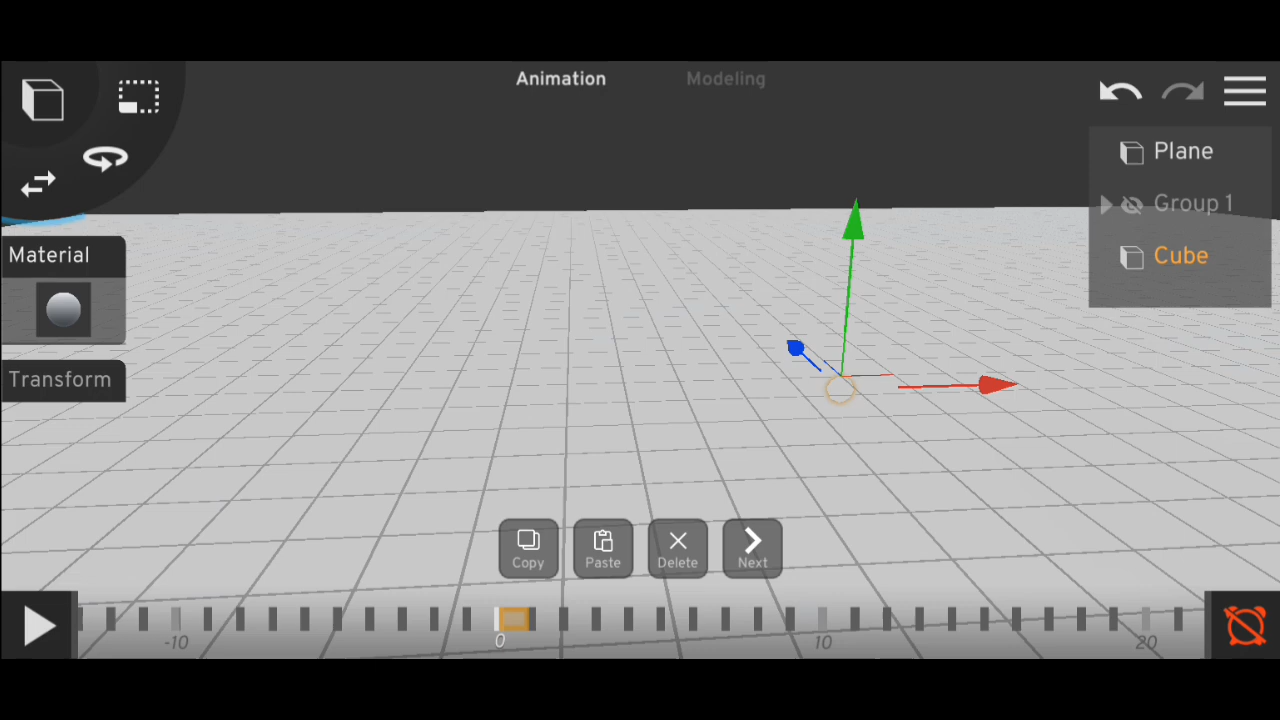 Animation
Modeling
Plane
Group 1
Cube
Material
Transform
Copy
Paste
Delete
Next
-10
0
10
20